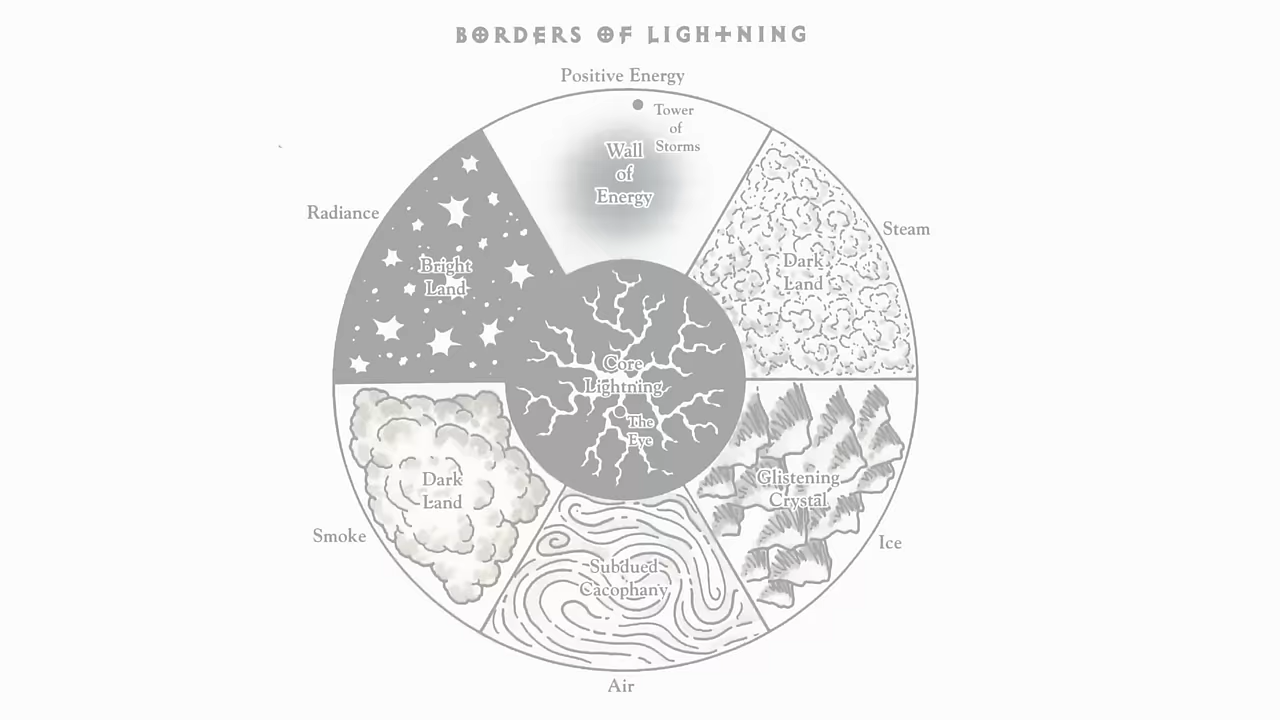 BORDERS OF LIGHTNING
Positive Energy
Tower
of
Storms
Wall
of
Energy
Radiance
Steam
Bright
Land
Dark
Land
Core
Lightning
The
Eye
Dark
Land
Glistening
Crystal
Smoke
Ice
Subdued
Cacophany
Air